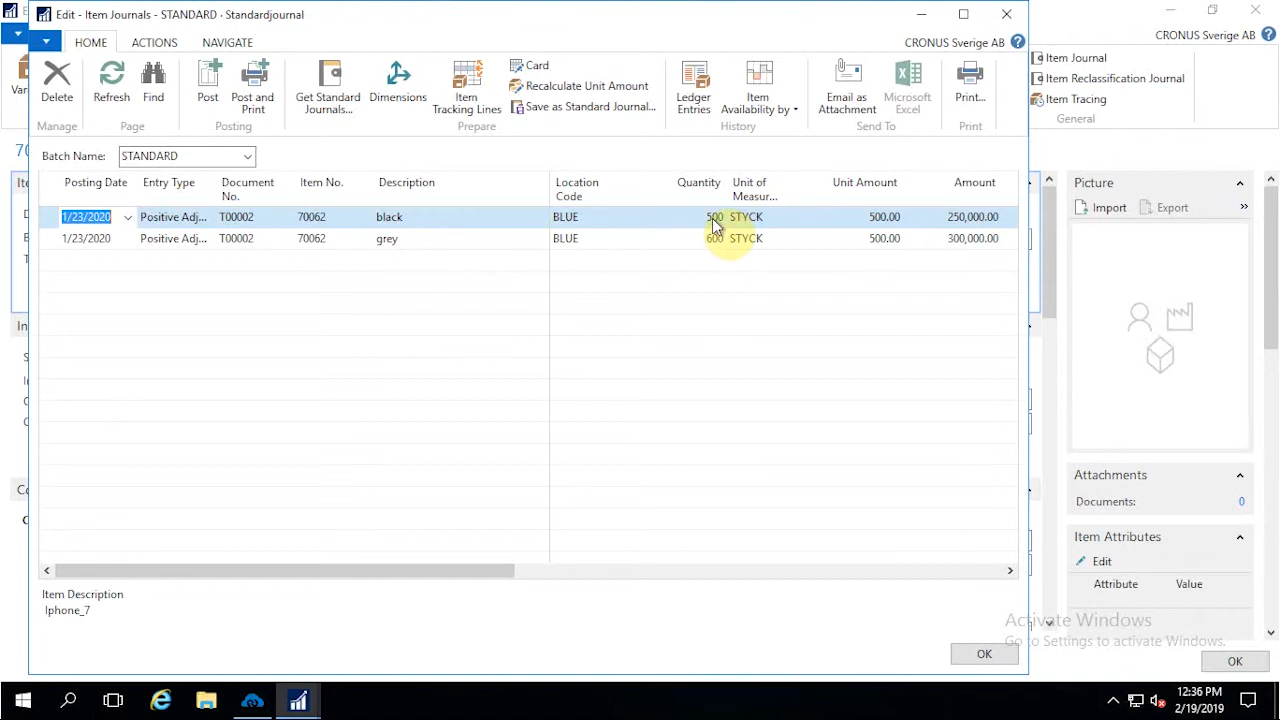 Edit - Item Journals - STANDARD · Standardjournal
HOME
ACTIONS
NAVIGATE
CRONUS Sverige AB
CRONUS Sverige AB
Delete
Refresh
Find
Post
Post and Print
Get Standard Journals...
Dimensions
Item Tracking Lines
Card
Recalculate Unit Amount
Save as Standard Journal...
Ledger Entries
Item Availability by
Email as Attachment
Microsoft Excel
Print...
Manage
Page
Posting
Prepare
History
Send To
Print
Item Journal
Item Reclassification Journal
Item Tracing
General
Batch Name: STANDARD
Posting Date Entry Type Document No. Item No. Description Location Code Quantity Unit of Measur... Unit Amount Amount
1/23/2020 Positive Adj... T00002 70062 black BLUE 500 STYCK 500.00 250,000.00
1/23/2020 Positive Adj... T00002 70062 grey BLUE 600 STYCK 500.00 300,000.00
Item Description
Iphone_7
OK
Picture
Import
Export
Attachments
Documents: 0
Item Attributes
Edit
Attribute Value
Activate Windows
Go to Settings to activate Windows.
OK
12:36 PM
2/19/2019